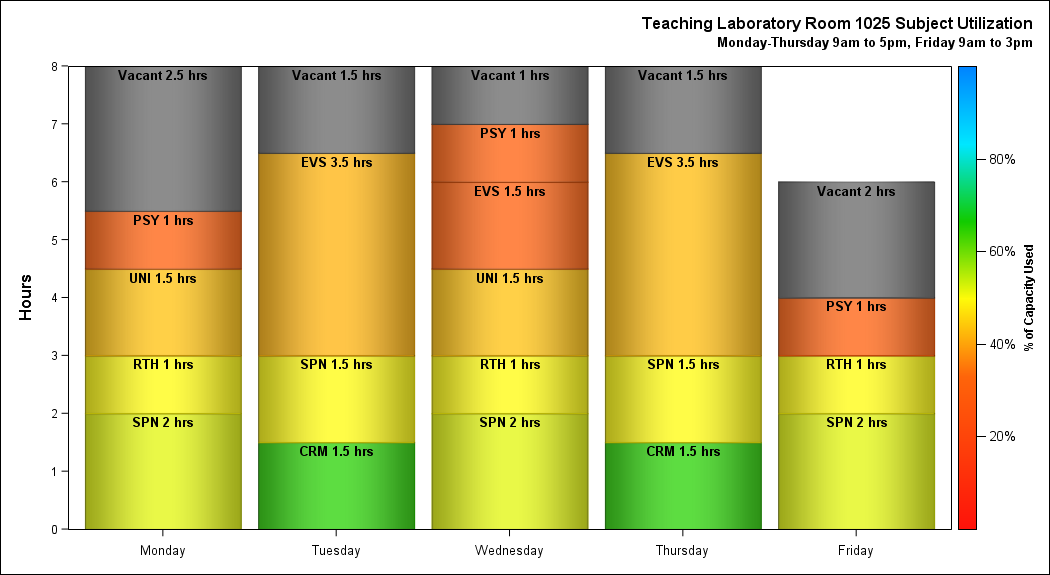 Teaching Laboratory Room 1025 Subject Utilization
Monday-Thursday 9am to 5pm, Friday 9am to 3pm
Hours
8
7
6
5
4
3
2
1
0
Vacant 2.5 hrs
PSY 1 hrs
UNI 1.5 hrs
RTH 1 hrs
SPN 2 hrs
Monday
Vacant 1.5 hrs
EVS 3.5 hrs
SPN 1.5 hrs
CRM 1.5 hrs
Tuesday
Vacant 1 hrs
PSY 1 hrs
EVS 1.5 hrs
UNI 1.5 hrs
RTH 1 hrs
SPN 2 hrs
Wednesday
Vacant 1.5 hrs
EVS 3.5 hrs
SPN 1.5 hrs
CRM 1.5 hrs
Thursday
Vacant 2 hrs
PSY 1 hrs
RTH 1 hrs
SPN 2 hrs
Friday
80%
60%
40%
20%
% of Capacity Used